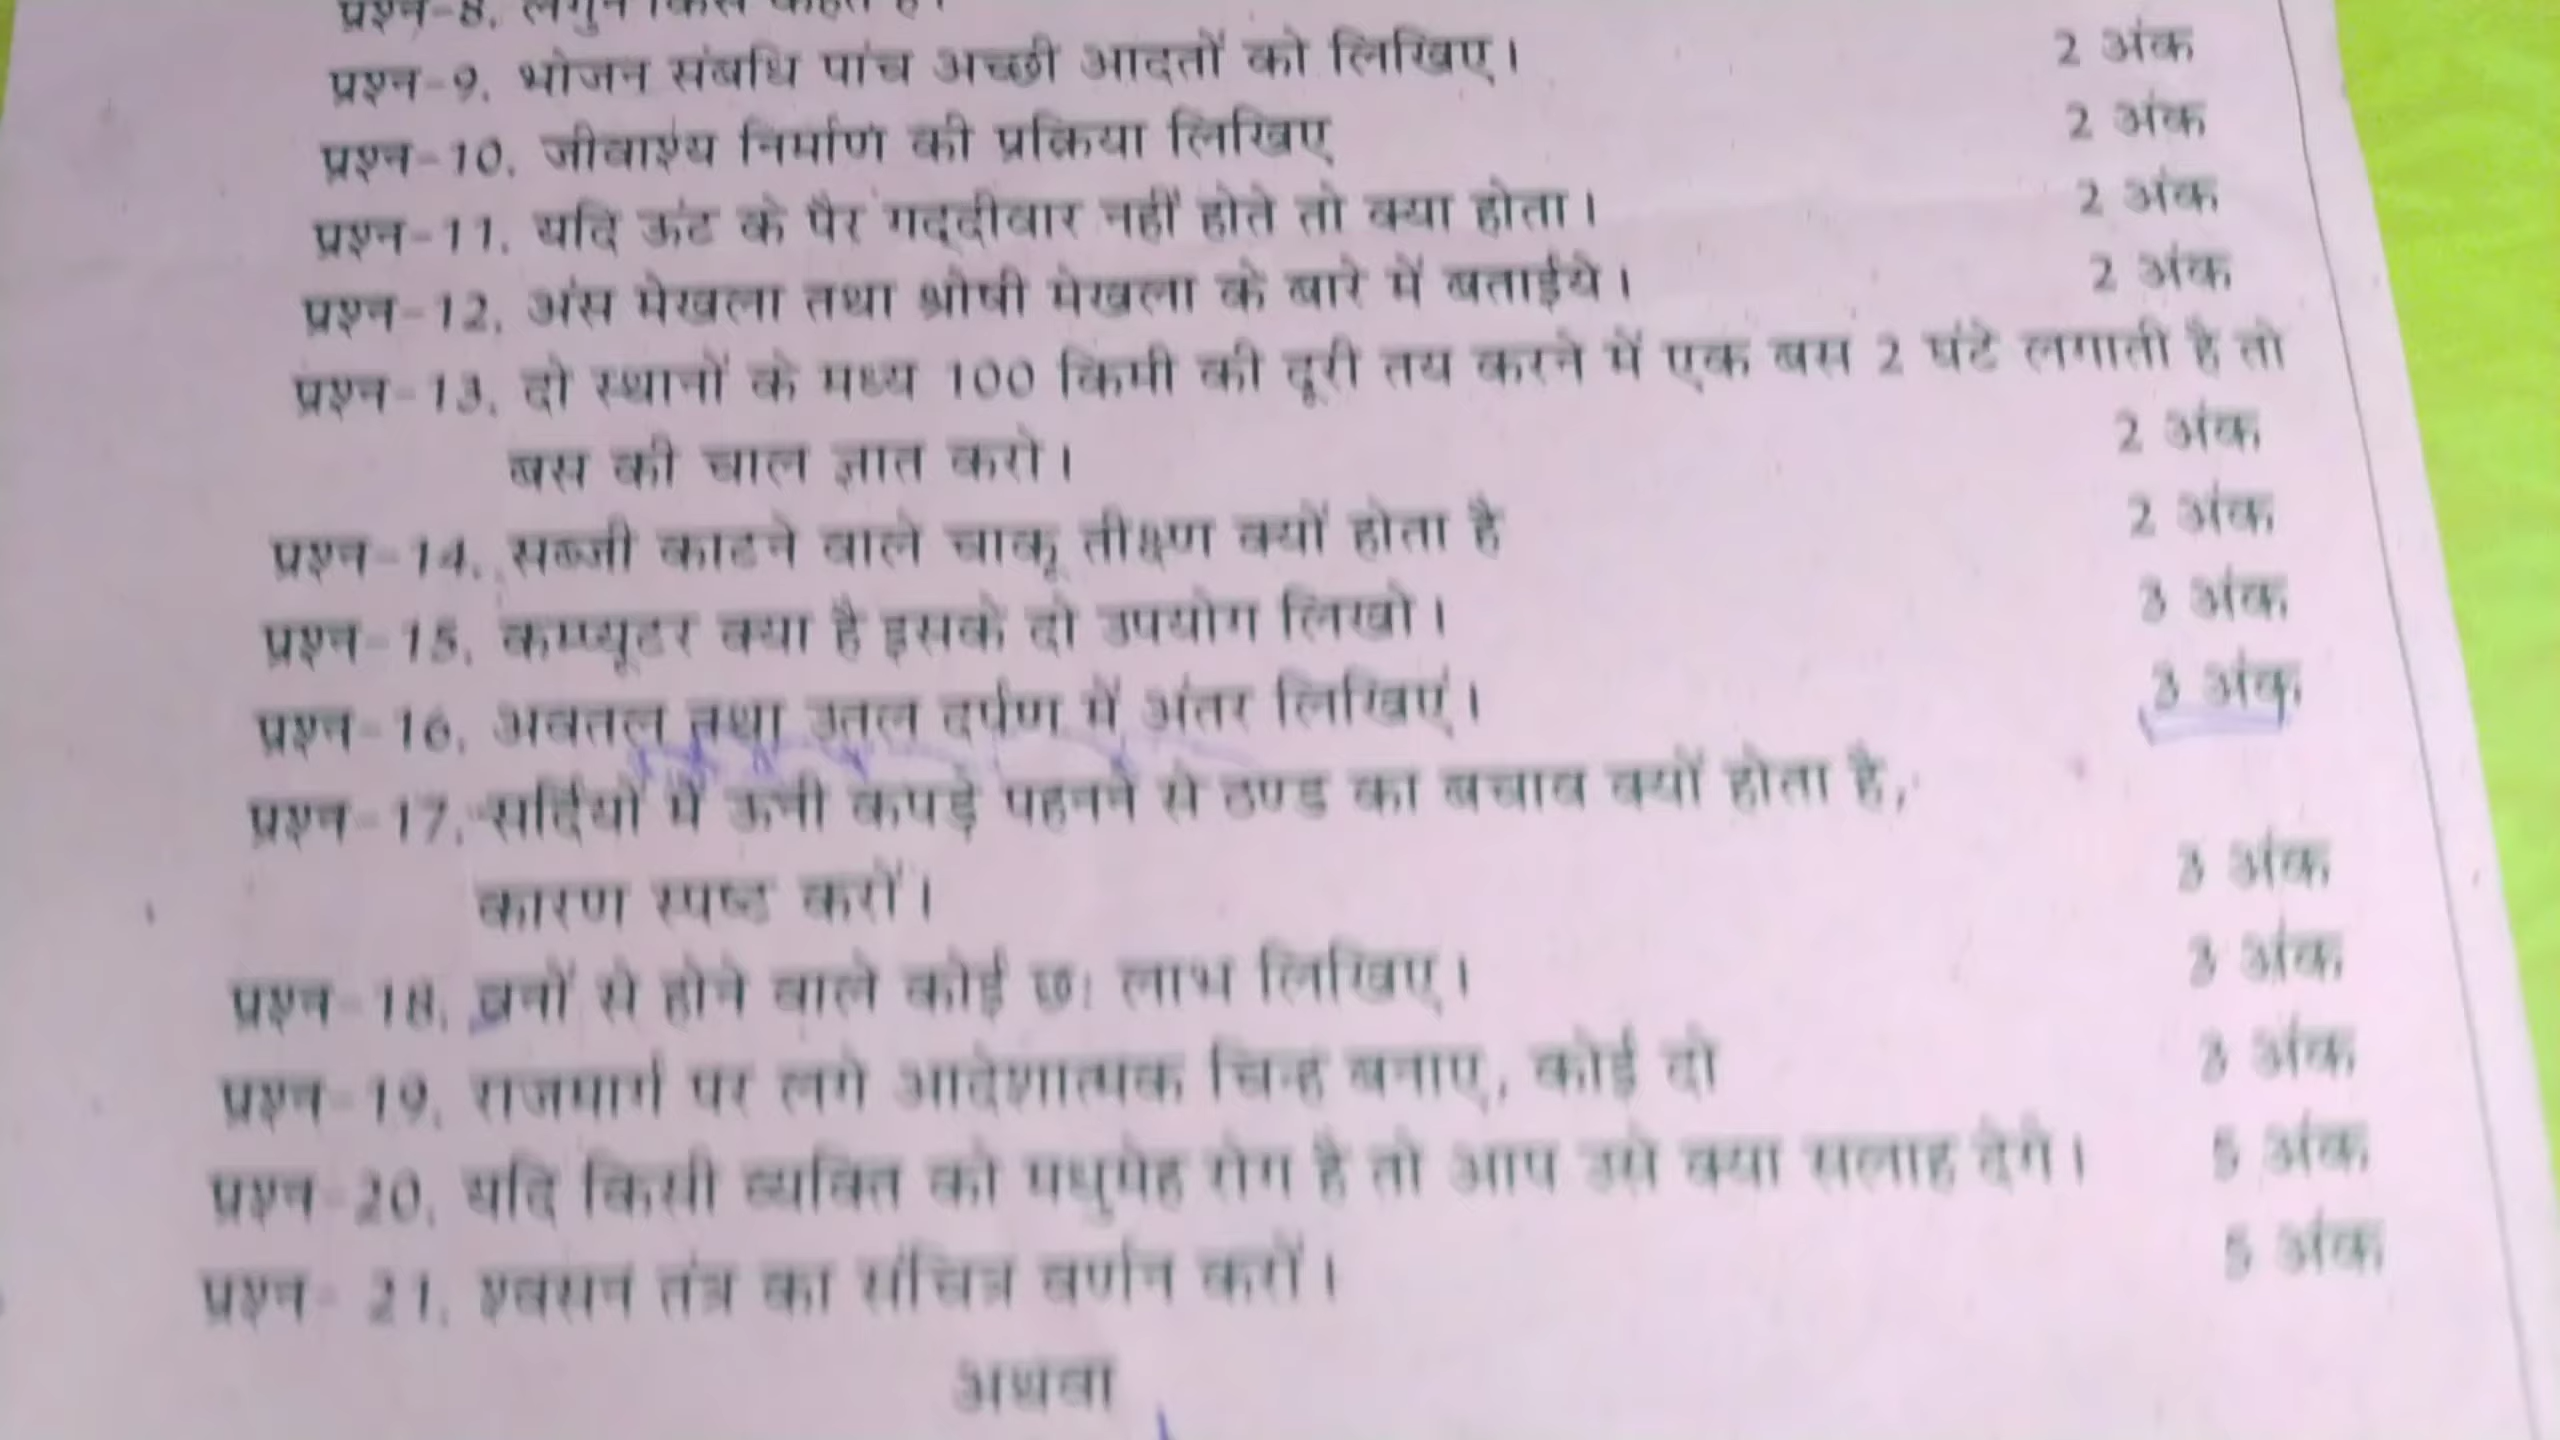 प्रश्न-8. लगुन किसे कहते है।
प्रश्न-9. भोजन संबधि पांच अच्छी आदतों को लिखिए। 2 अंक
प्रश्न-10. जीवाश्य निर्माण की प्रक्रिया लिखिए 2 अंक
प्रश्न-11. यदि ऊंट के पैर गद्दीवार नहीं होते तो क्या होता। 2 अंक
प्रश्न-12. अंस मेखला तथा श्रोषी मेखला के बारे में बताईये। 2 अंक
प्रश्न-13. दो स्थानों के मध्य 100 किमी की दूरी तय करने में एक बस 2 घंटे लगाती है तो
बस की चाल ज्ञात करो। 2 अंक
प्रश्न-14. सब्जी काटने वाले चाकू तीक्ष्ण क्यों होता है 2 अंक
प्रश्न-15. कम्प्यूटर क्या है इसके दो उपयोग लिखो। 3 अंक
प्रश्न-16. अवतल तथा उतल दर्पण में अंतर लिखिएं। 3 अंक
प्रश्न-17. सर्दियों में ऊनी कपड़े पहनने से ठण्ड का बचाव क्यों होता है,
कारण स्पष्ट करों। 3 अंक
प्रश्न-18. वनों से होने वाले कोई छः लाभ लिखिए। 3 अंक
प्रश्न-19. राजमार्ग पर लगे आदेशात्मक चिन्ह बनाए, कोई दो 3 अंक
प्रश्न-20. यदि किसी व्यक्ति को मधुमेह रोग है तो आप उसे क्या सलाह देगे। 5 अंक
प्रश्न-21. श्वसन तंत्र का संचित्र वर्णन करों। 5 अंक
अथवा